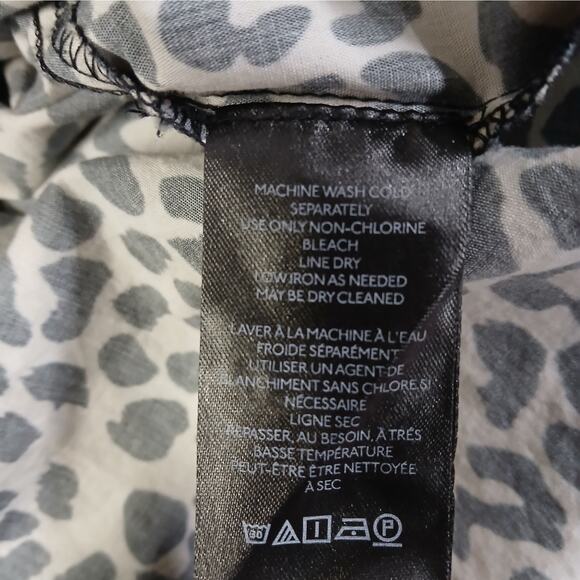 MACHINE WASH COLD
SEPARATELY
USE ONLY NON-CHLORINE
BLEACH
LINE DRY
LOW IRON AS NEEDED
MAY BE DRY CLEANED
LAVER À LA MACHINE À L'EAU
FROIDE SÉPARÉMENT
UTILISER UN AGENT DE
BLANCHIMENT SANS CHLORE, SI
NÉCESSAIRE
LIGNE SEC
REPASSER, AU BESOIN, À TRÉS
BASSE TEMPÉRATURE
PEUT-ÊTRE ÊTRE NETTOYÉE
À SEC
30
P